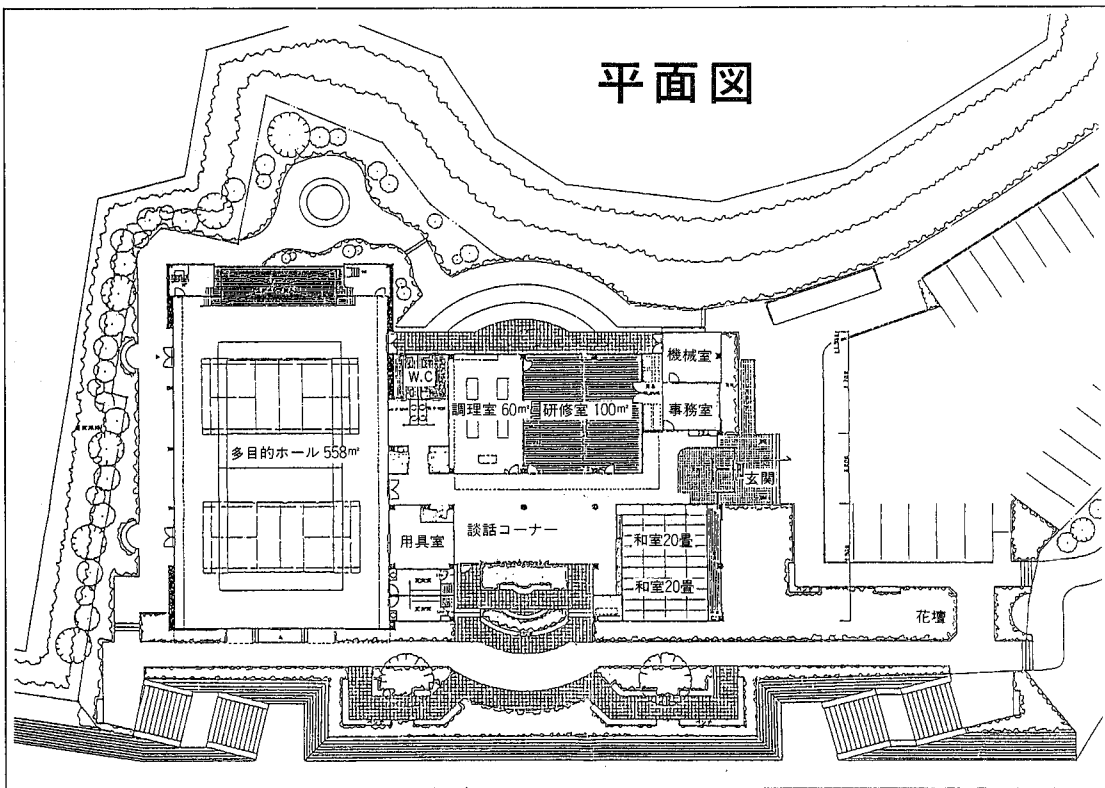 平面図
機械室
W.C
調理室 60㎡
研修室 100㎡
事務室
多目的ホール 558㎡
玄関
用具室
談話コーナー
和室20畳
和室20畳
花壇